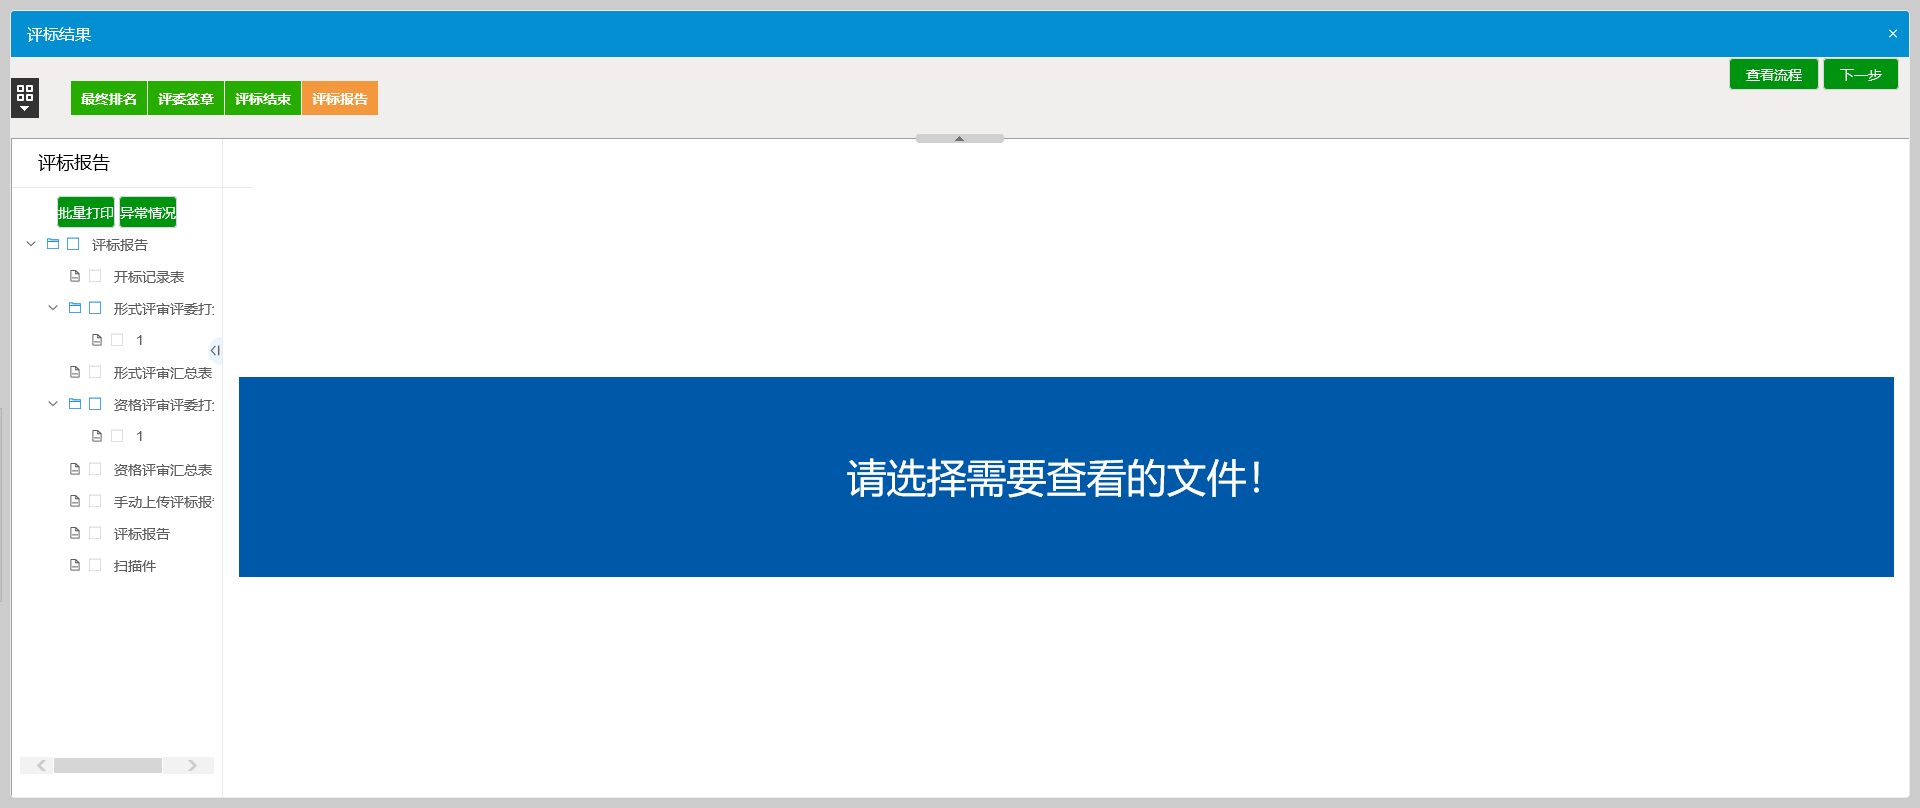 评标结果
查看流程 下一步
最终排名 评委签章 评标结束 评标报告
评标报告
批量打印 异常情况
评标报告
开标记录表
形式评审评委打
1
形式评审汇总表
资格评审评委打
1
资格评审汇总表
手动上传评标报
评标报告
扫描件
请选择需要查看的文件！